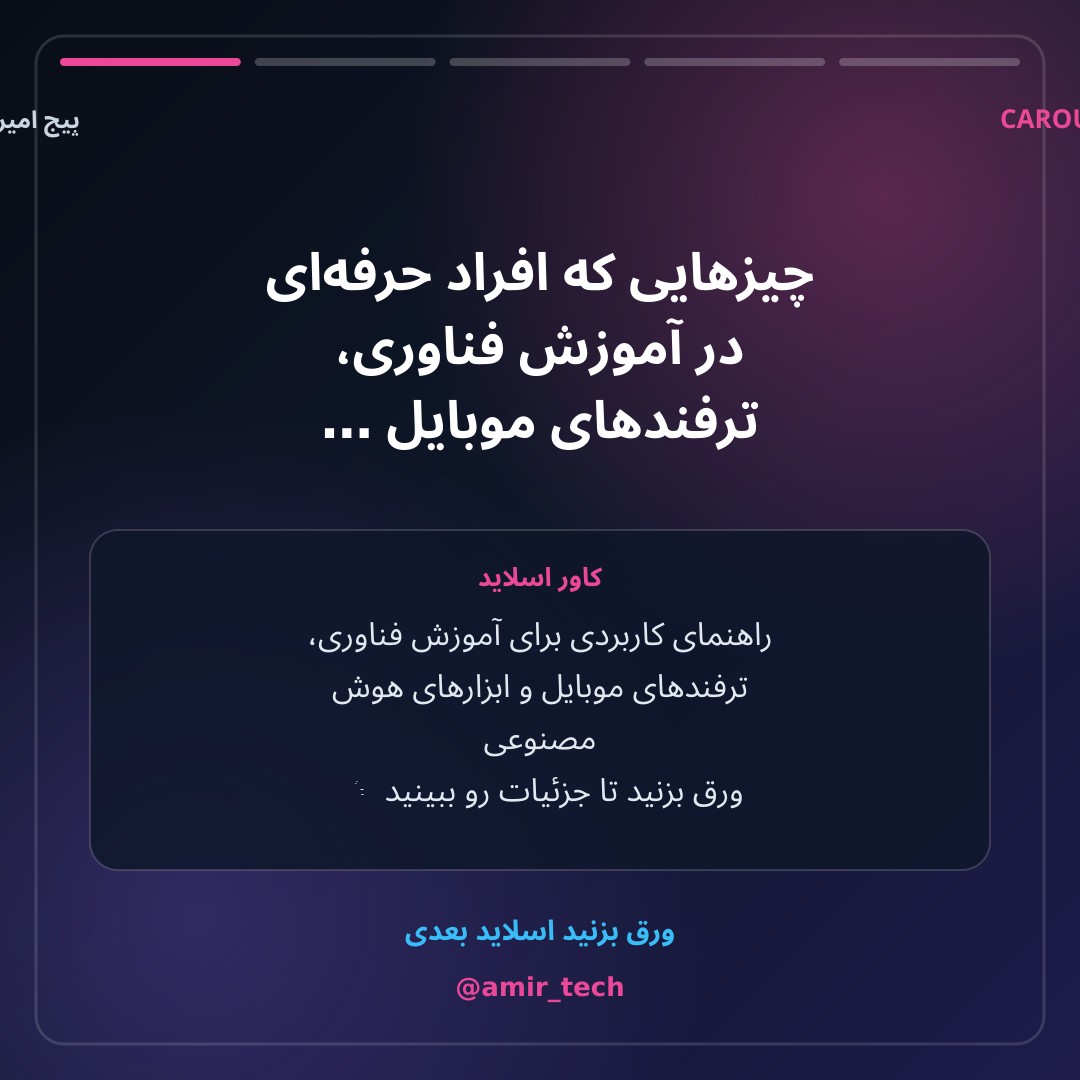 پیج امیر
CAROU
چیزهایی که افراد حرفه‌ای
در آموزش فناوری،
ترفندهای موبایل ...
کاور اسلاید
راهنمای کاربردی برای آموزش فناوری،
ترفندهای موبایل و ابزارهای هوش
مصنوعی
ورق بزنید تا جزئیات رو ببینید
ورق بزنید اسلاید بعدی
@amir_tech